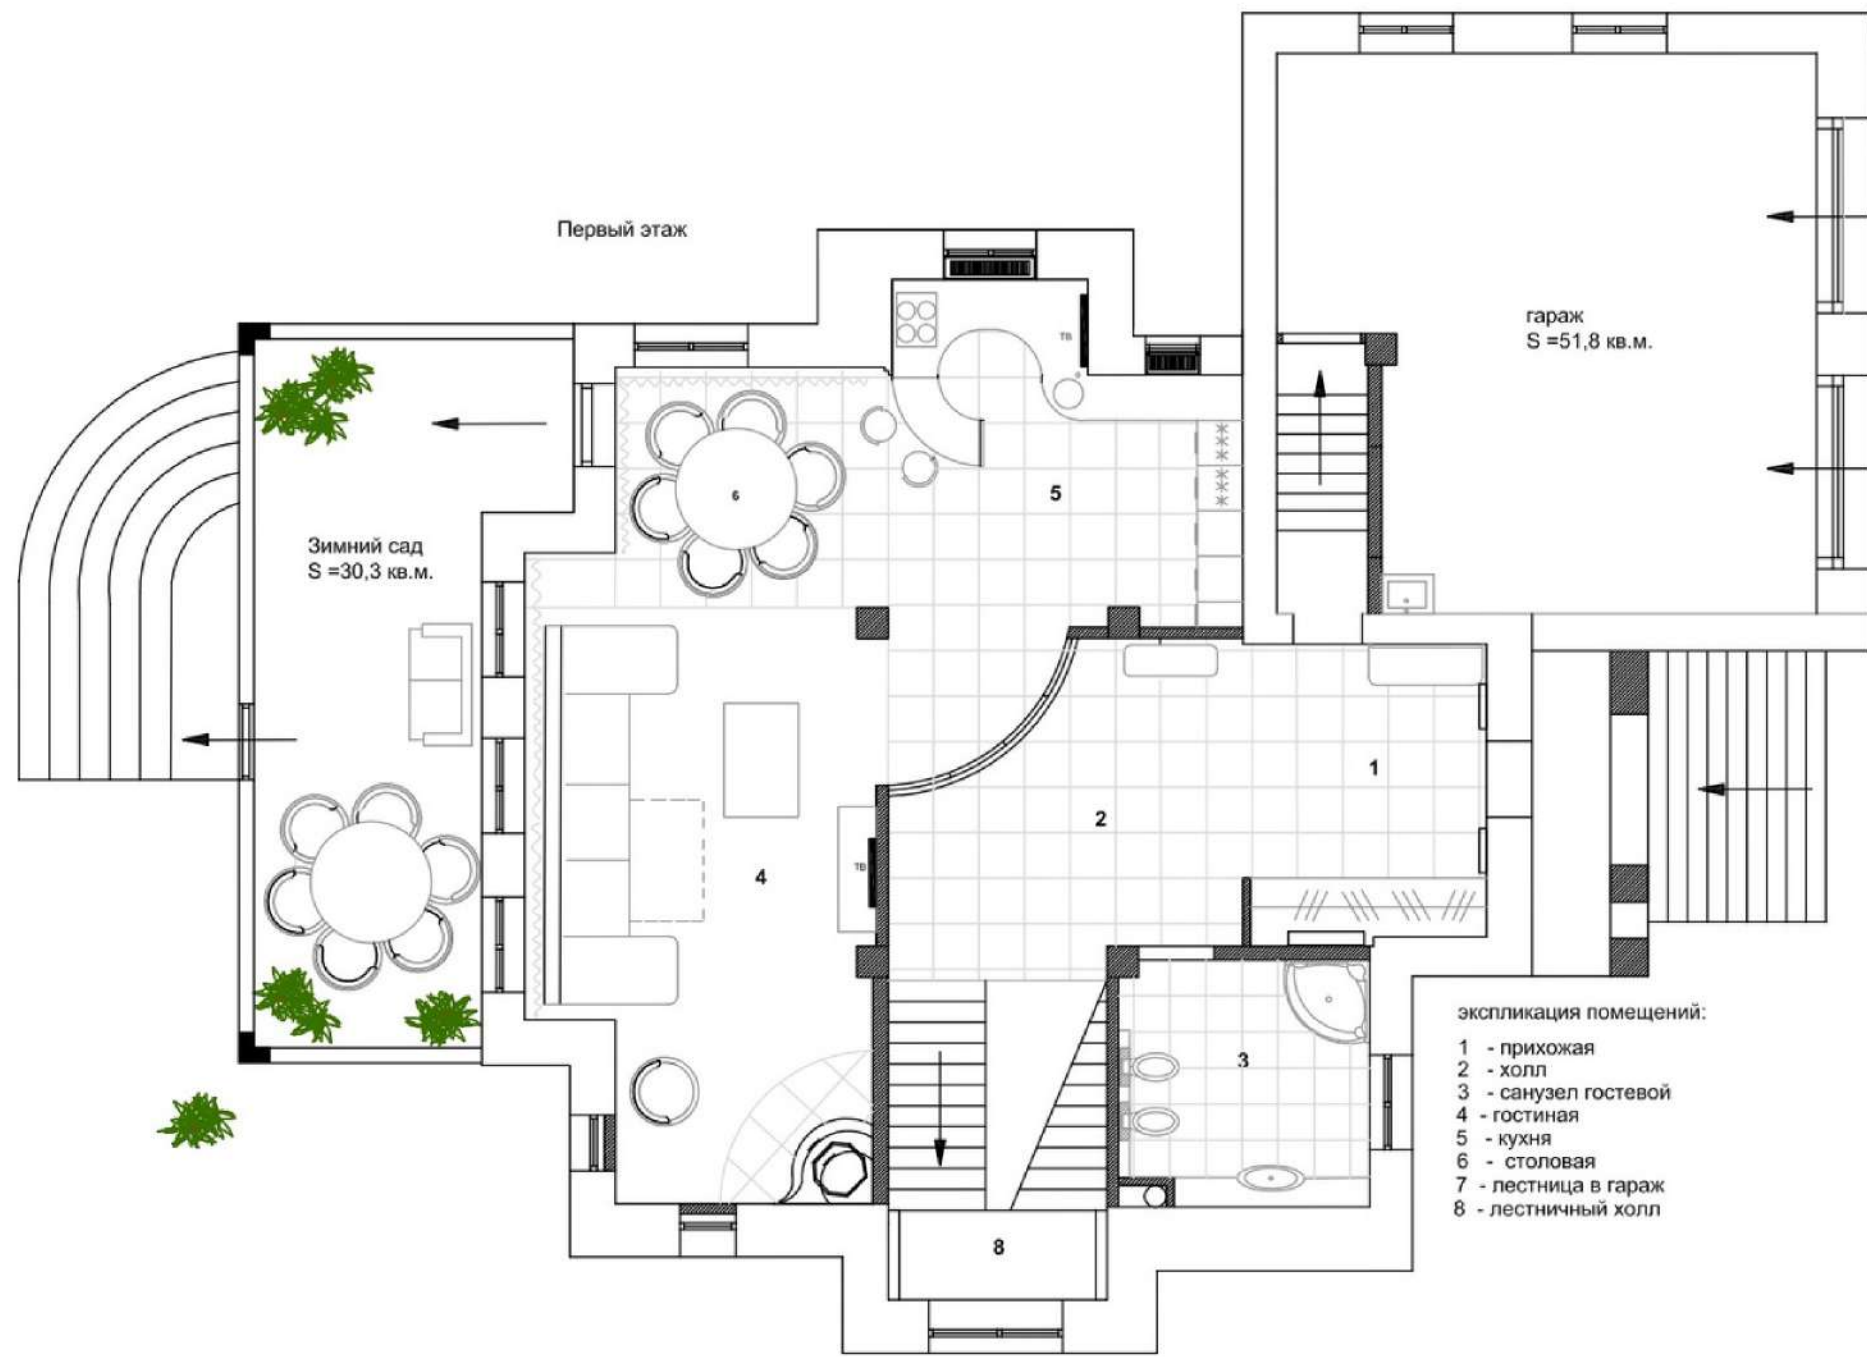 Первый этаж
гараж
S =51,8 кв.м.
тв
6
5
Зимний сад
S =30,3 кв.м.
1
2
4
тв
3
8
экспликация помещений:
1 - прихожая
2 - холл
3 - санузел гостевой
4 - гостиная
5 - кухня
6 - столовая
7 - лестница в гараж
8 - лестничный холл